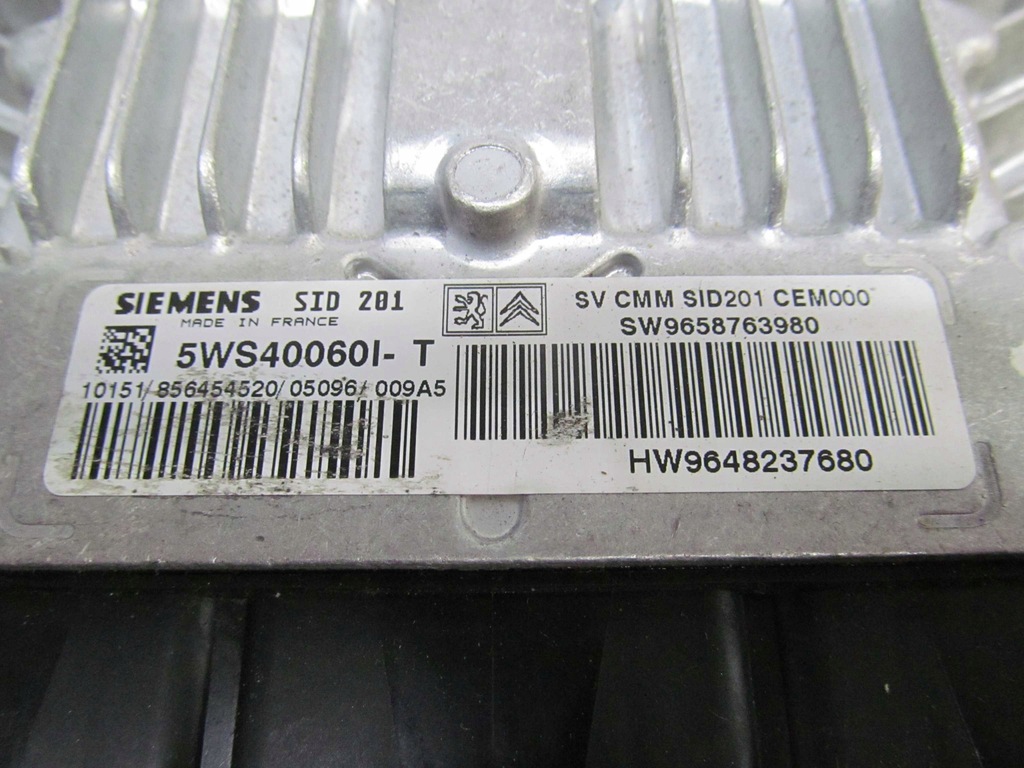 SIEMENS SID 201
MADE IN FRANCE
5WS40060I- T
10151/856454520/05096/009A5
SV CMM SID201 CEM000
SW9658763980
HW9648237680